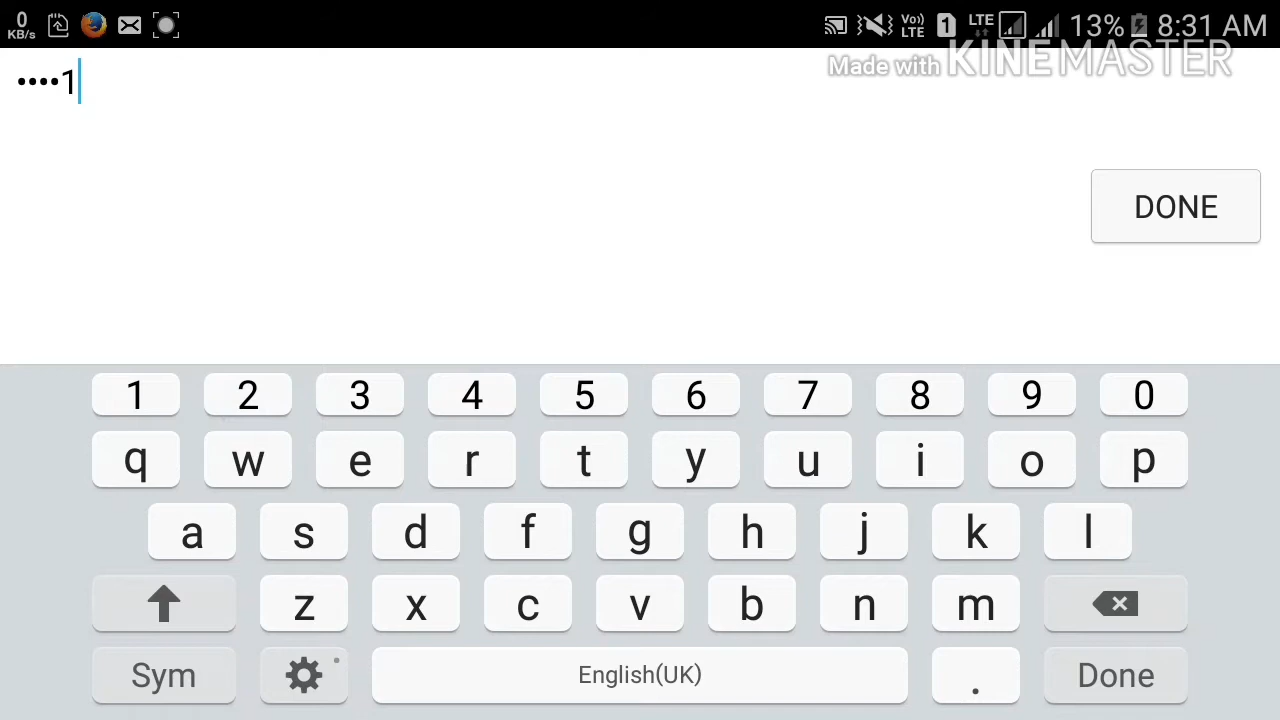 0 KB/s Vo) LTE 1 LTE 13% 8:31 AM
Made with KINEMASTER
••••1
DONE
1 2 3 4 5 6 7 8 9 0
q w e r t y u i o p
a s d f g h j k l
z x c v b n m
Sym English(UK) . Done